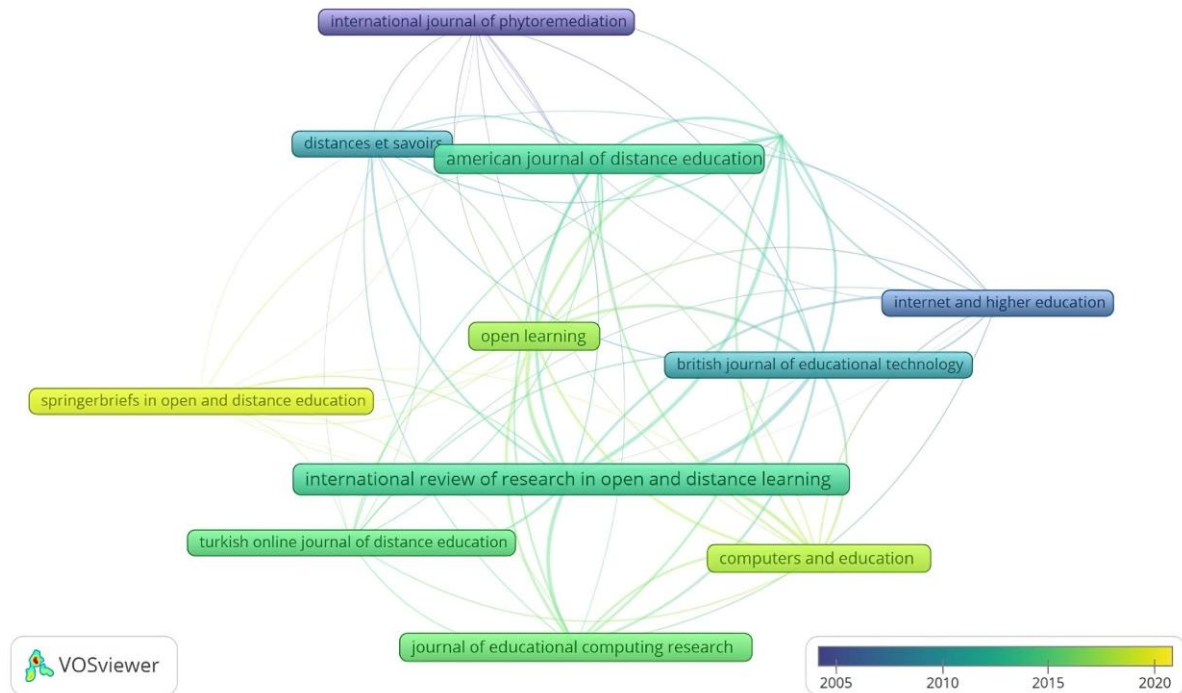 international journal of phytoremediation
distances et savoirs
american journal of distance education
internet and higher education
open learning
british journal of educational technology
springerbriefs in open and distance education
international review of research in open and distance learning
turkish online journal of distance education
computers and education
journal of educational computing research
VOSviewer
2005 2010 2015 2020